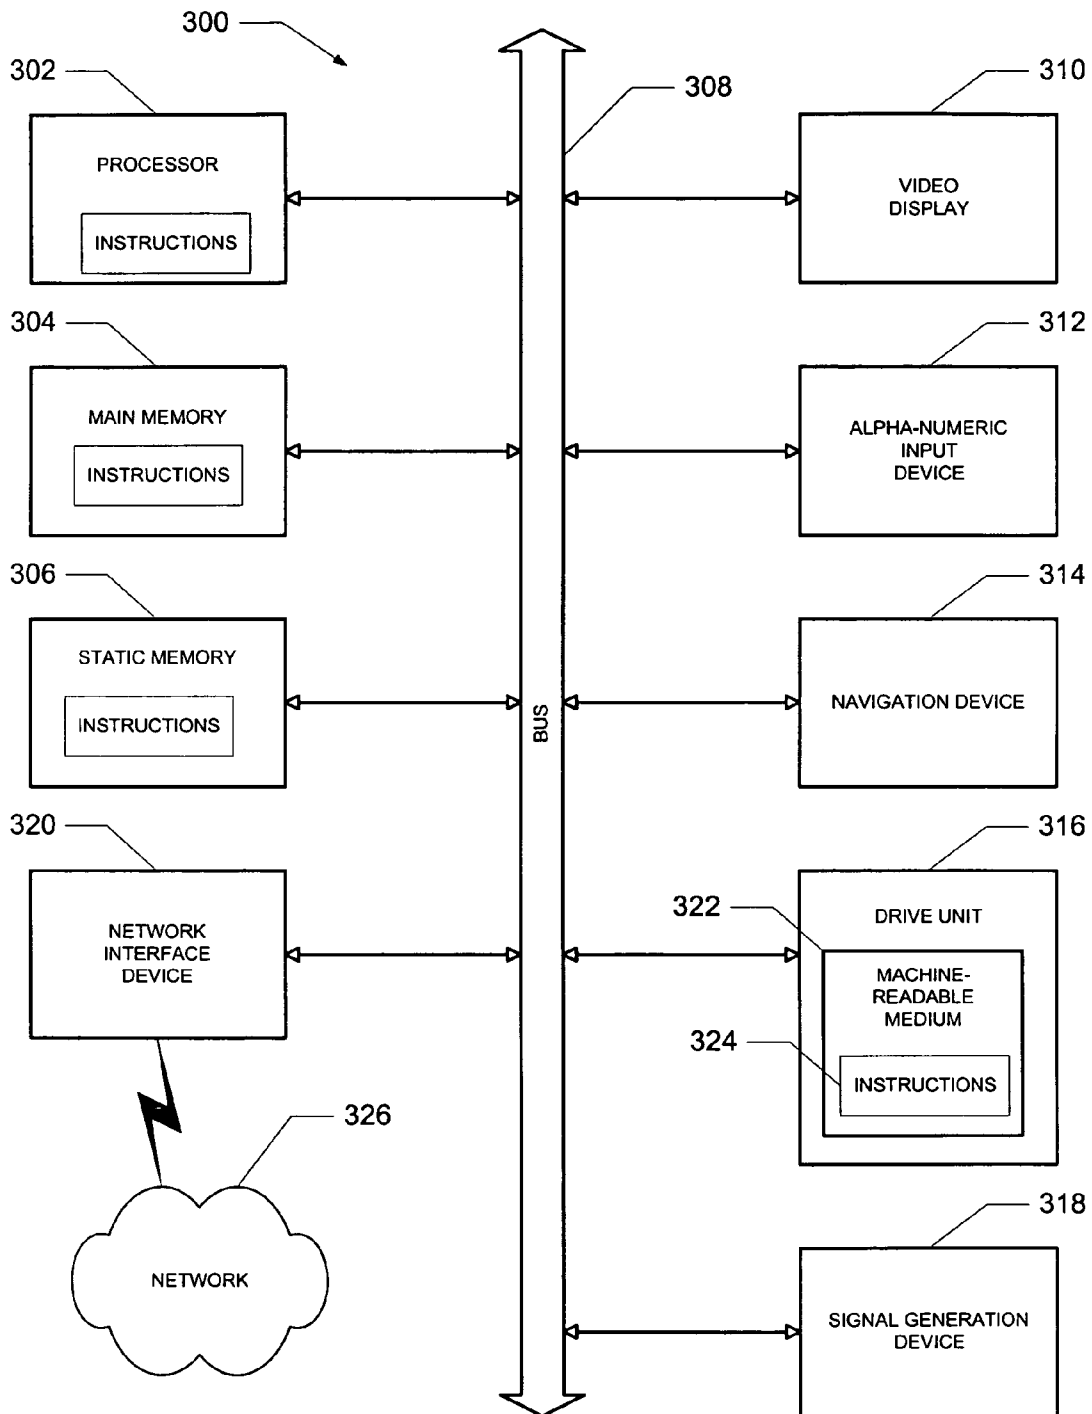 300
302
PROCESSOR
INSTRUCTIONS
304
MAIN MEMORY
INSTRUCTIONS
306
STATIC MEMORY
INSTRUCTIONS
320
NETWORK
INTERFACE
DEVICE
326
NETWORK
308
BUS
310
VIDEO
DISPLAY
312
ALPHA-NUMERIC
INPUT
DEVICE
314
NAVIGATION DEVICE
316
DRIVE UNIT
322
MACHINE-
READABLE
MEDIUM
324
INSTRUCTIONS
318
SIGNAL GENERATION
DEVICE